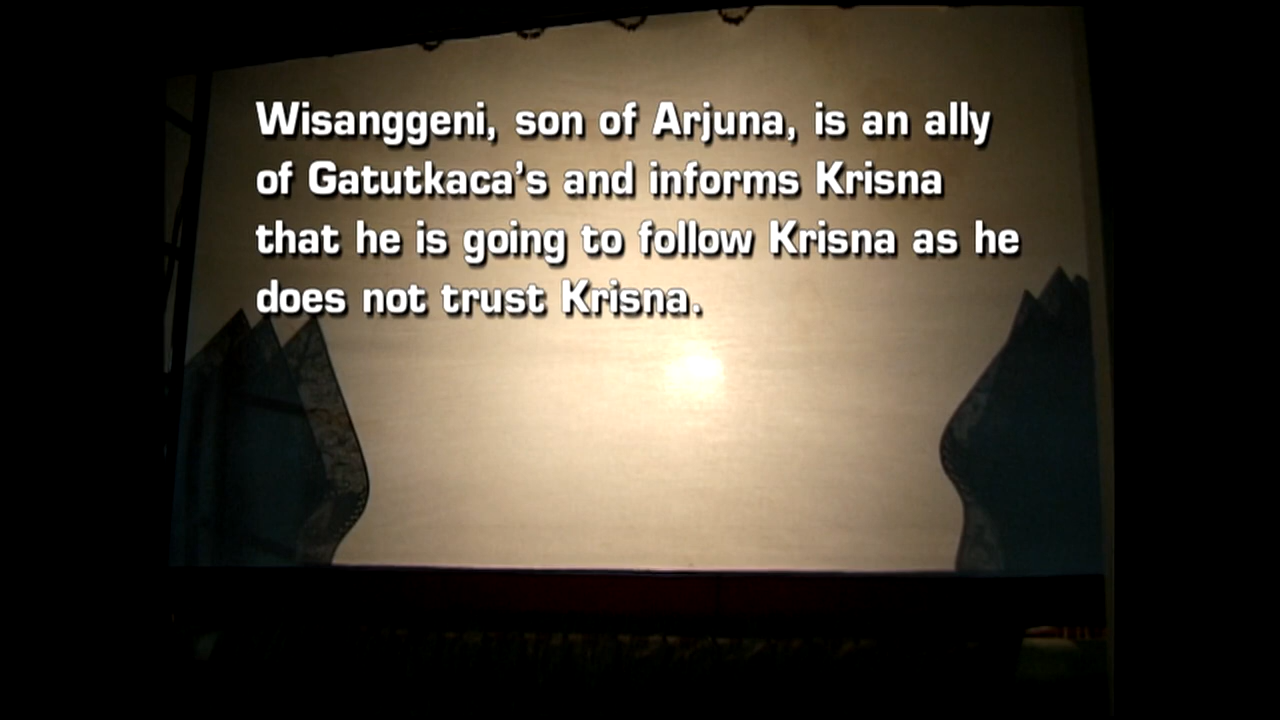 Wisanggeni, son of Arjuna, is an ally
of Gatutkaca’s and informs Krisna
that he is going to follow Krisna as he
does not trust Krisna.